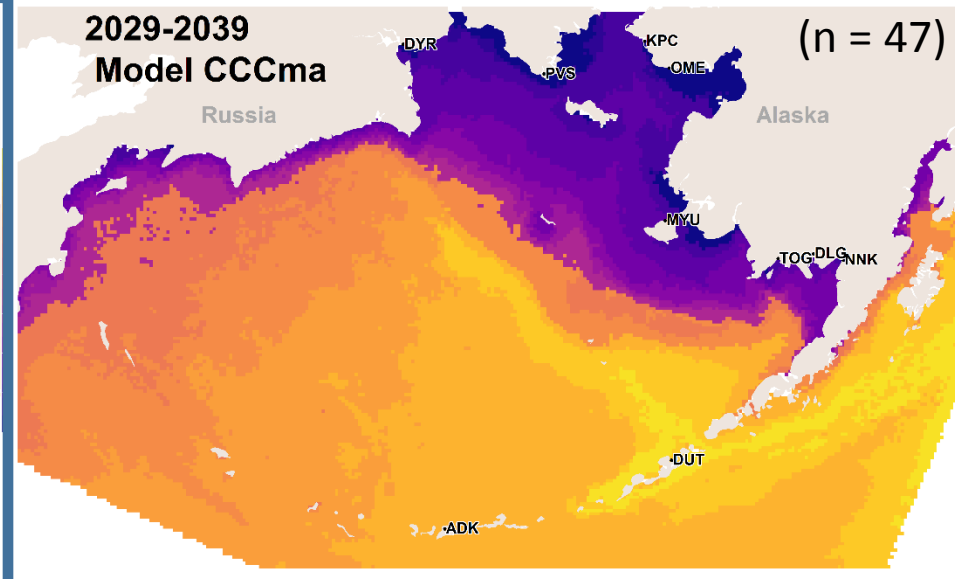 2029-2039
Model CCCma
(n = 47)
DYR
KPC
PVS
OME
Russia
Alaska
MYU
TOG DLG NNK
DUT
ADK